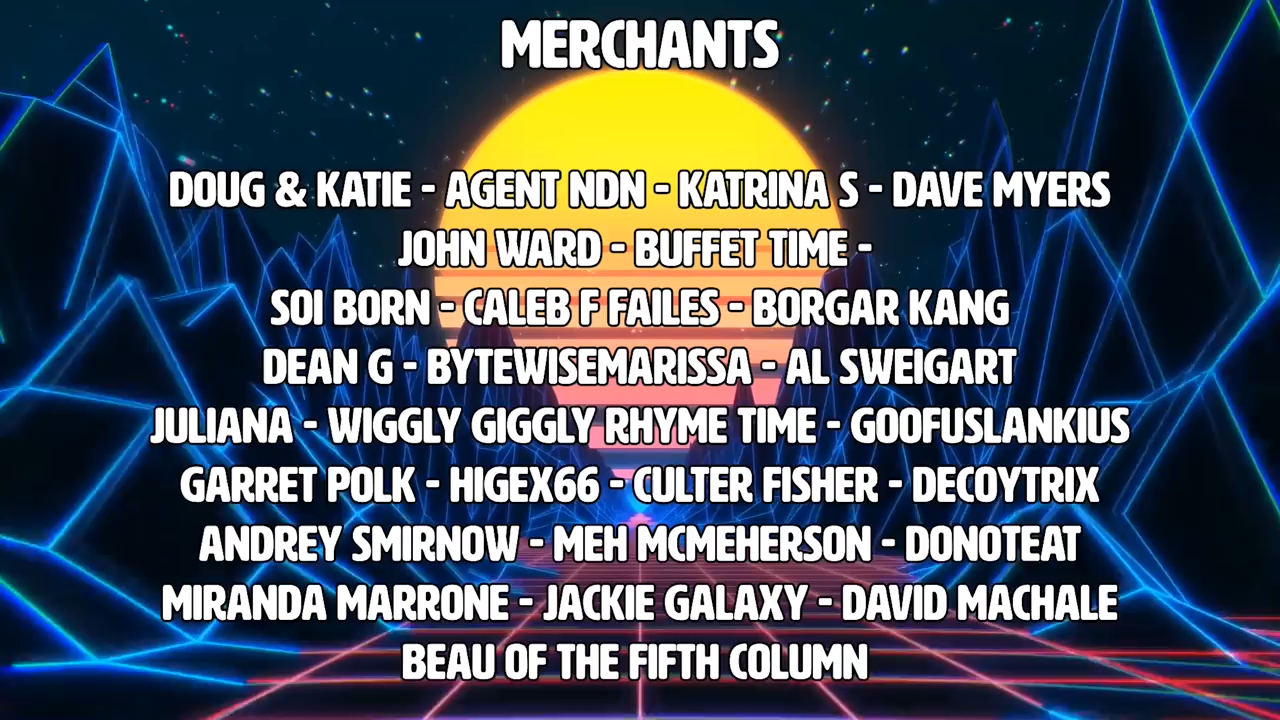 MERCHANTS
DOUG & KATIE - AGENT NDN - KATRINA S - DAVE MYERS
JOHN WARD - BUFFET TIME -
SOI BORN - CALEB F FAILES - BORGAR KANG
DEAN G - BYTEWISEMARISSA - AL SWEIGART
JULIANA - WIGGLY GIGGLY RHYME TIME - GOOFUSLANKIUS
GARRET POLK - HIGEX66 - CULTER FISHER - DECOYTRIX
ANDREY SMIRNOW - MEH MCMEHERSON - DONOTEAT
MIRANDA MARRONE - JACKIE GALAXY - DAVID MACHALE
BEAU OF THE FIFTH COLUMN